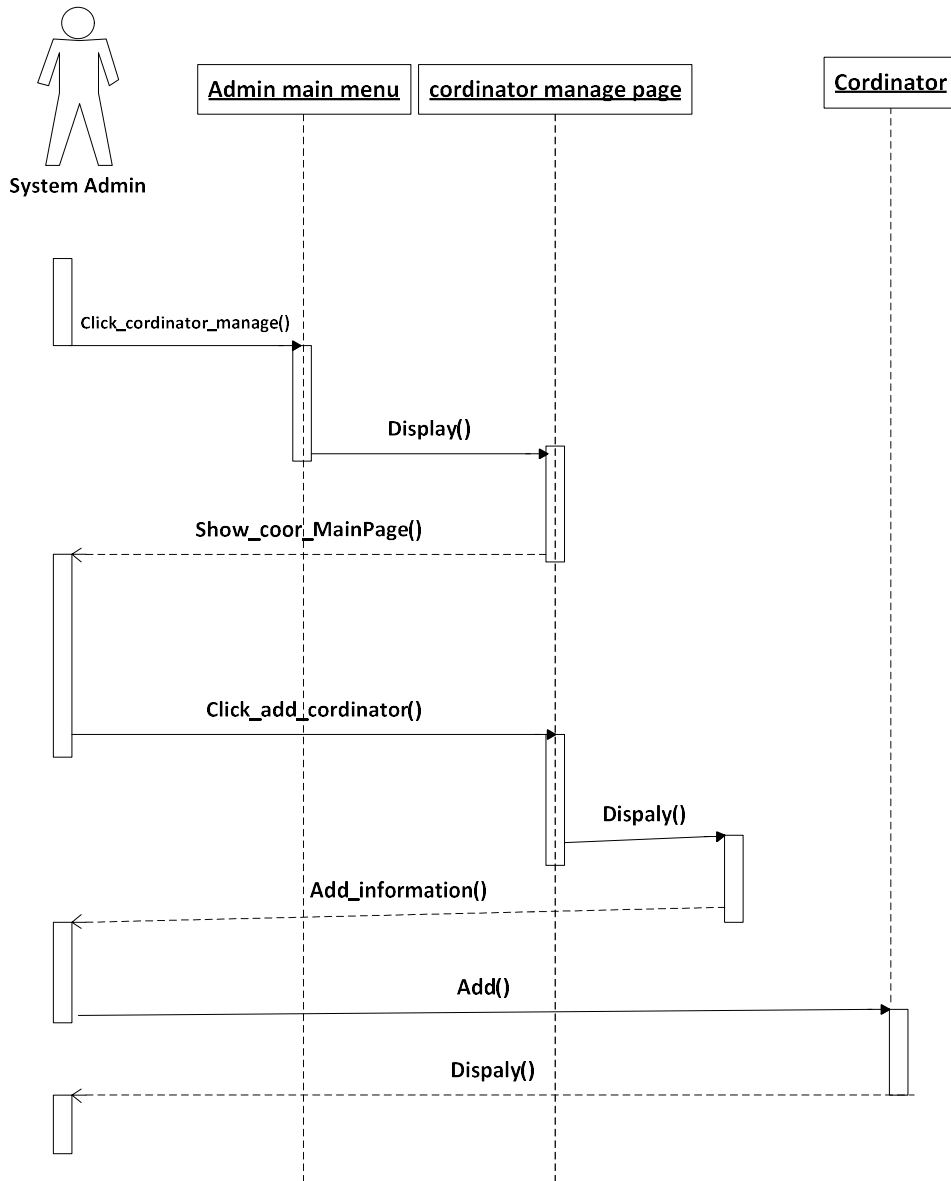 Admin main menu
cordinator manage page
Cordinator
System Admin
Click_cordinator_manage()
Display()
Show_coor_MainPage()
Click_add_cordinator()
Dispaly()
Add_information()
Add()
Dispaly()